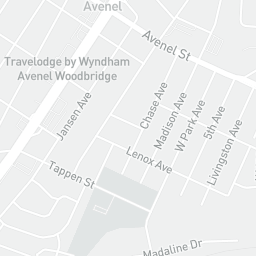 Avenel
Avenel St
Travelodge by Wyndham
Avenel Woodbridge
Jansen Ave
Chase Ave
Madison Ave
W Park Ave
5th Ave
Livingston Ave
Lenox Ave
Tappen St
Madaline Dr